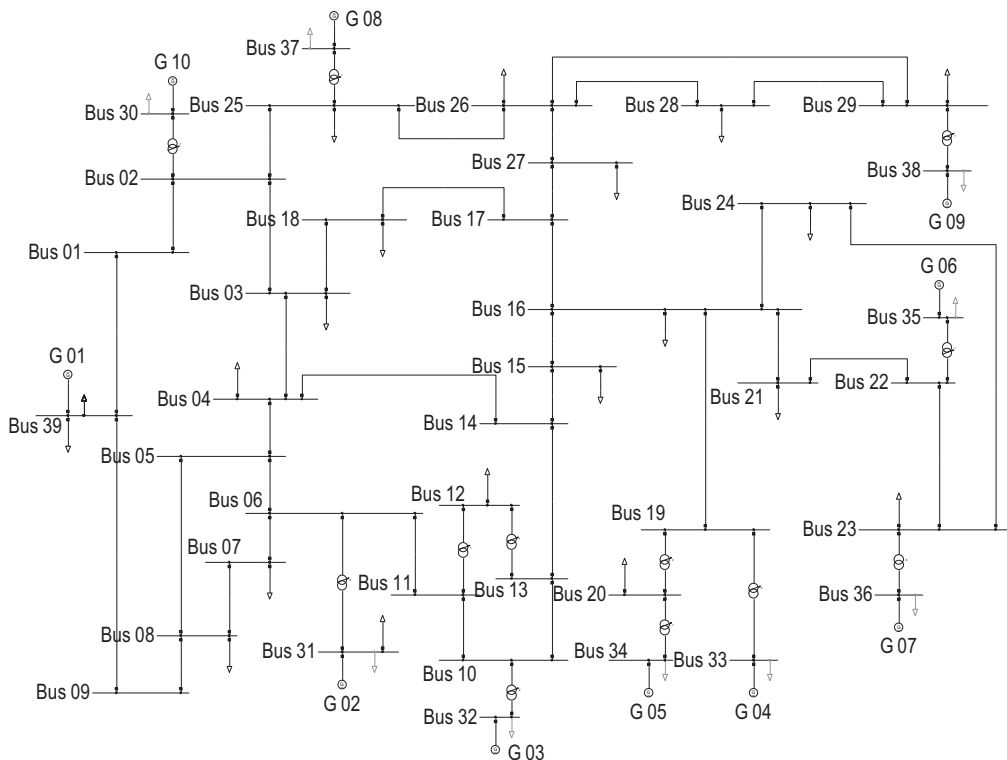 G 08
Bus 37
G 10
Bus 30
Bus 25
Bus 26
Bus 28
Bus 29
Bus 02
Bus 27
Bus 38
Bus 24
G 09
Bus 18
Bus 17
Bus 01
G 06
Bus 03
Bus 16
Bus 35
G 01
Bus 15
Bus 21
Bus 22
Bus 04
Bus 39
Bus 14
Bus 05
Bus 12
Bus 06
Bus 19
Bus 23
Bus 07
Bus 11
Bus 13
Bus 20
Bus 36
Bus 08
G 07
Bus 31
Bus 10
Bus 34
Bus 33
Bus 09
G 02
G 05
G 04
Bus 32
G 03